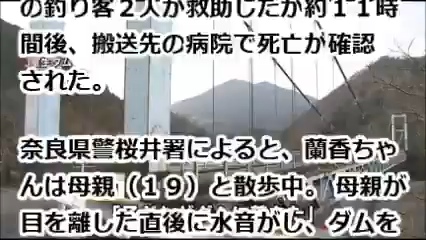 の釣り客２人が救助したが約１１時
間後、搬送先の病院で死亡が確認
された。
奈良県警桜井署によると、蘭香ちゃ
んは母親（１９）と散歩中。 母親が
目を離した直後に水音がし、ダムを